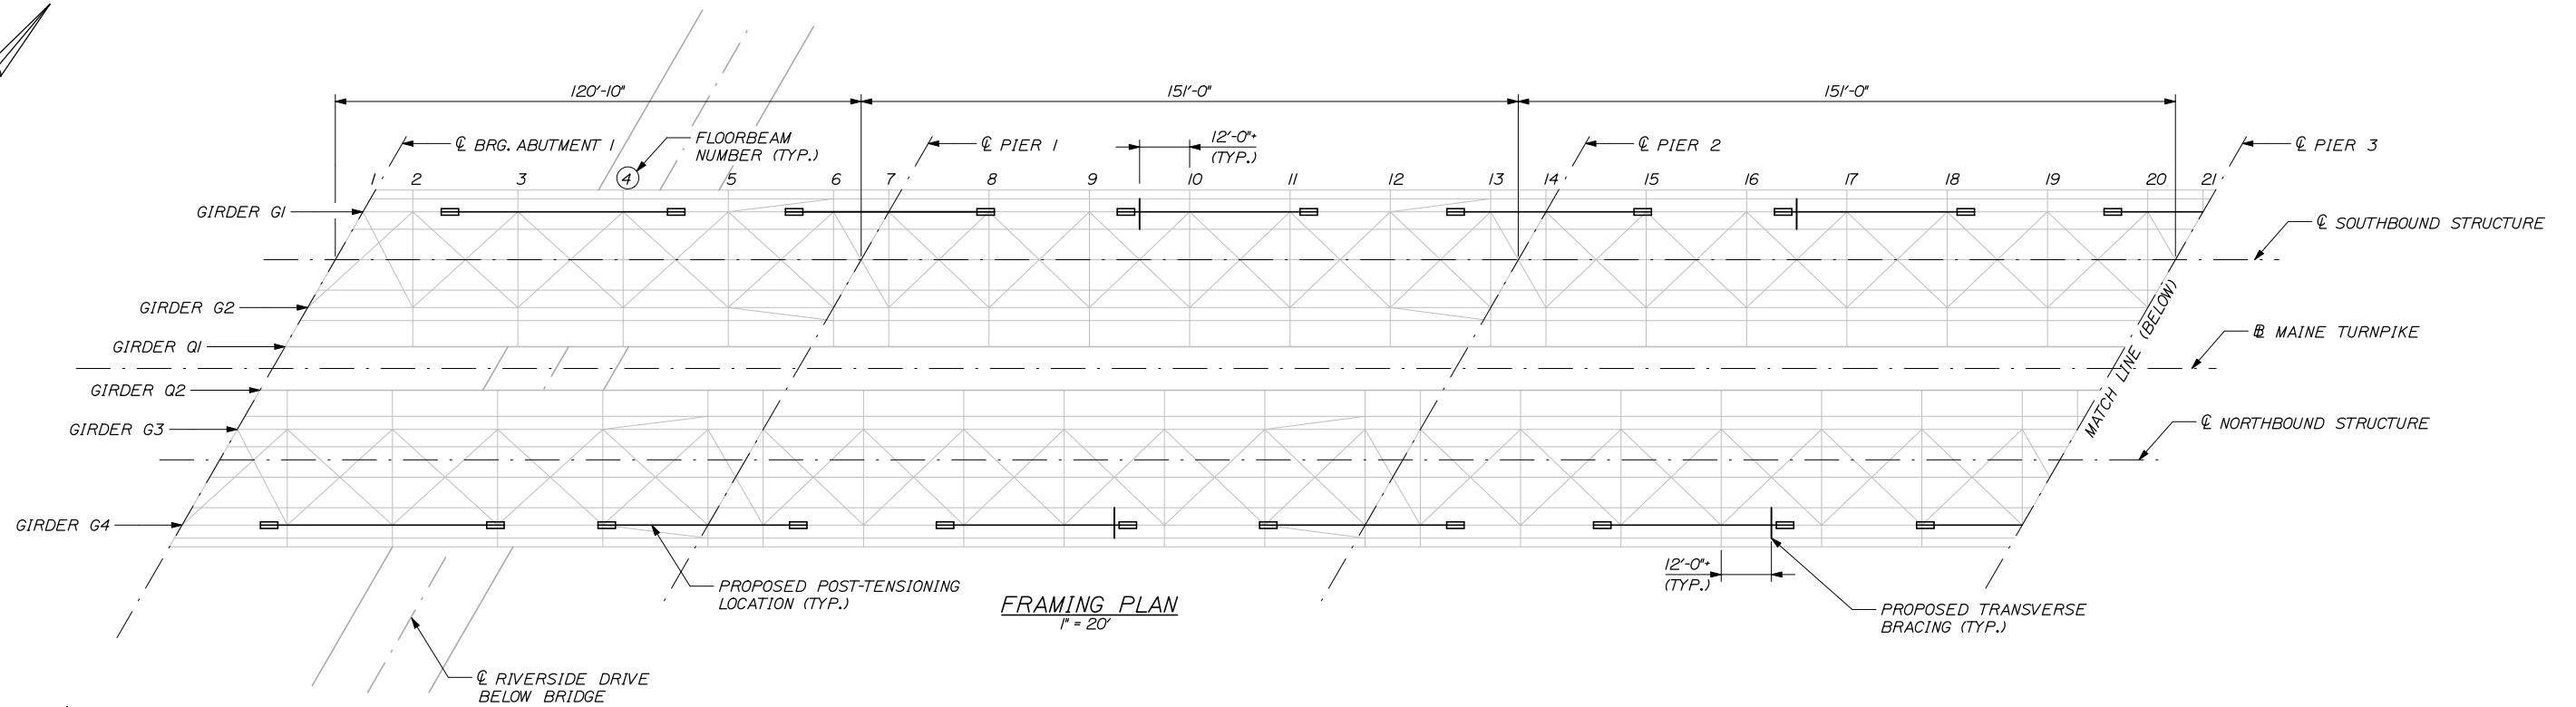 120'-10" 151'-0" 151'-0"
℄ BRG. ABUTMENT 1
FLOORBEAM
NUMBER (TYP.)
℄ PIER 1
12'-0"±
(TYP.)
℄ PIER 2
℄ PIER 3
1 2 3 4 5 6 7 8 9 10 11 12 13 14 15 16 17 18 19 20 21
GIRDER G1
℄ SOUTHBOUND STRUCTURE
GIRDER G2
GIRDER Q1
MATCH LINE (BELOW)
MAINE TURNPIKE
GIRDER Q2
GIRDER G3
℄ NORTHBOUND STRUCTURE
GIRDER G4
PROPOSED POST-TENSIONING
LOCATION (TYP.)
FRAMING PLAN
1" = 20'
12'-0"±
(TYP.)
PROPOSED TRANSVERSE
BRACING (TYP.)
℄ RIVERSIDE DRIVE
BELOW BRIDGE